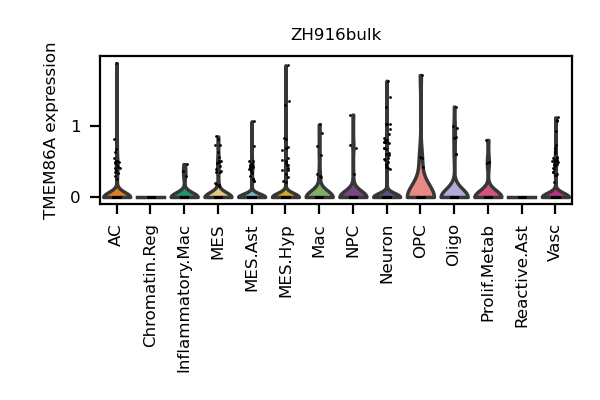 ZH916bulk
TMEM86A expression
1
0
AC
Chromatin.Reg
Inflammatory.Mac
MES
MES.Ast
MES.Hyp
Mac
NPC
Neuron
OPC
Oligo
Prolif.Metab
Reactive.Ast
Vasc